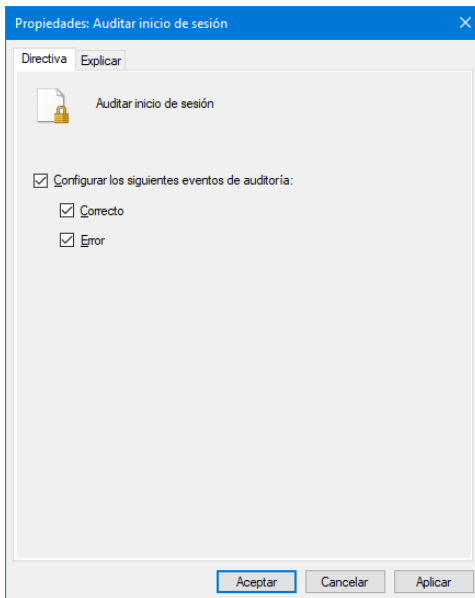 Propiedades: Auditar inicio de sesión
Directiva
Explicar
Auditar inicio de sesión
Configurar los siguientes eventos de auditoría:
Correcto
Error
Aceptar
Cancelar
Aplicar